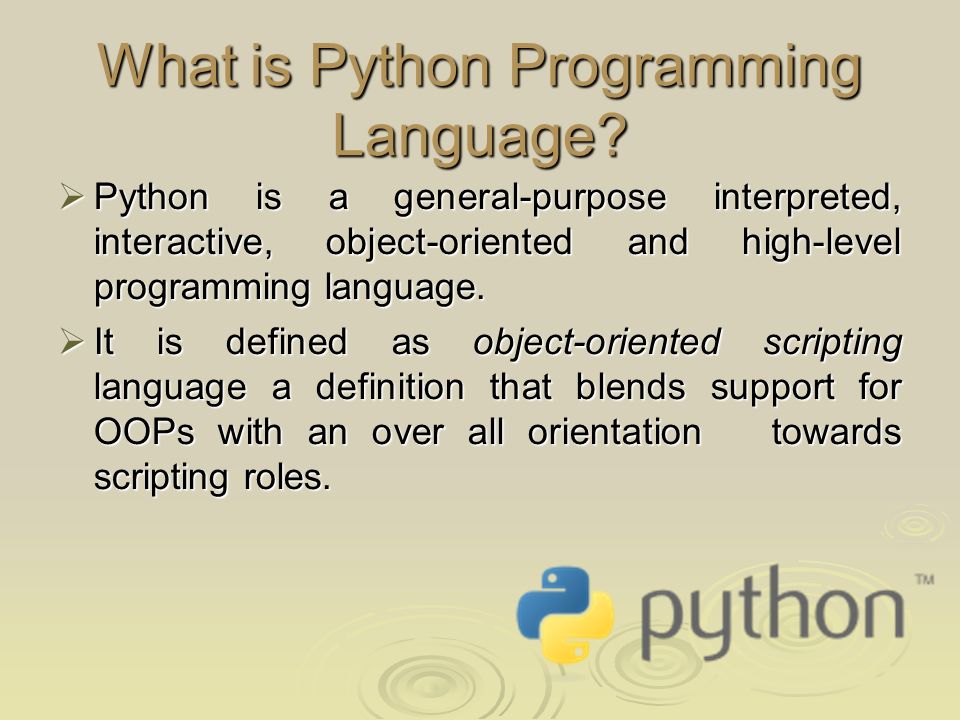 What is Python Programming
Language?
Python is a general-purpose interpreted,
interactive, object-oriented and high-level
programming language.
It is defined as object-oriented scripting
language a definition that blends support for
OOPs with an over all orientation towards
scripting roles.
python™